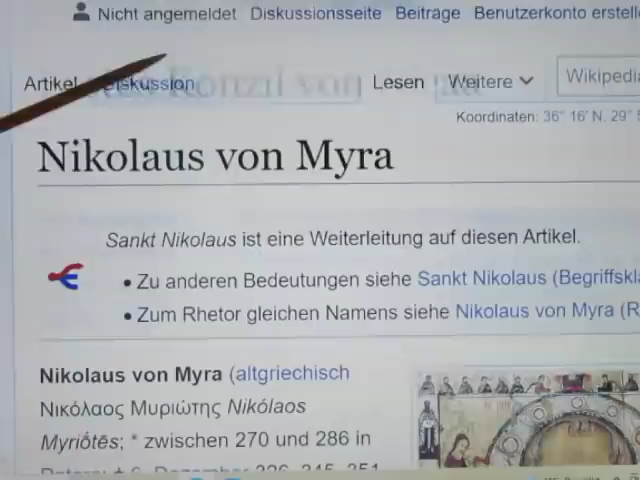 Nicht angemeldet Diskussionsseite Beiträge Benutzerkonto erstell
Artikel Diskussion Lesen Weitere Wikipedi
Koordinaten: 36° 16′ N, 29°
Nikolaus von Myra
Sankt Nikolaus ist eine Weiterleitung auf diesen Artikel.
• Zu anderen Bedeutungen siehe Sankt Nikolaus (Begriffskl
• Zum Rhetor gleichen Namens siehe Nikolaus von Myra (R
Nikolaus von Myra (altgriechisch
Νικόλαος Μυριώτης Nikólaos
Myriṓtēs; * zwischen 270 und 286 in